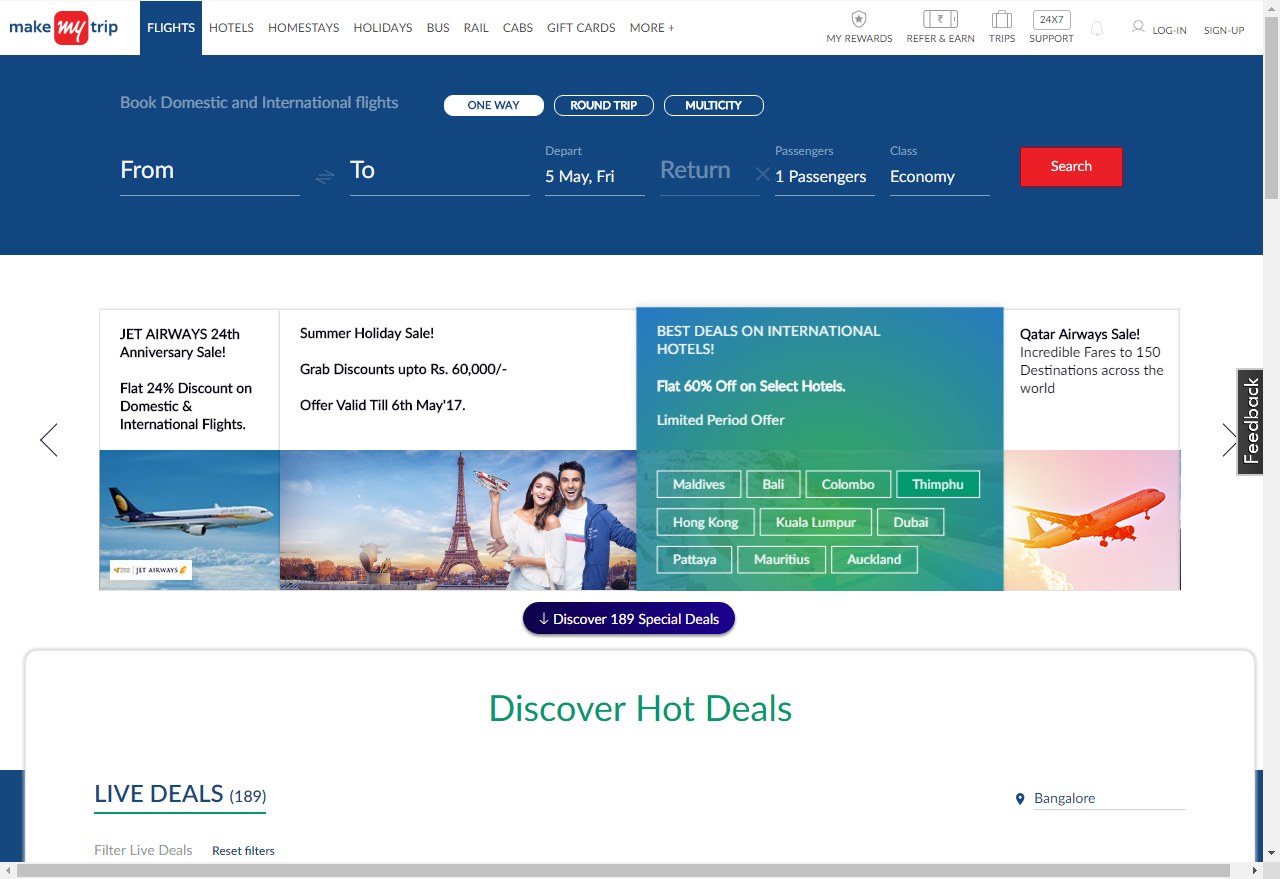 make my trip
FLIGHTS
HOTELS
HOMESTAYS
HOLIDAYS
BUS
RAIL
CABS
GIFT CARDS
MORE +
MY REWARDS
REFER & EARN
TRIPS
24X7
SUPPORT
LOG-IN
SIGN-UP
Book Domestic and International flights
ONE WAY
ROUND TRIP
MULTICITY
From
To
Depart
5 May, Fri
Return
Passengers
1 Passengers
Class
Economy
Search
JET AIRWAYS 24th
Anniversary Sale!
Flat 24% Discount on
Domestic &
International Flights.
JET AIRWAYS
Summer Holiday Sale!
Grab Discounts upto Rs. 60,000/-
Offer Valid Till 6th May'17.
BEST DEALS ON INTERNATIONAL
HOTELS!
Flat 60% Off on Select Hotels.
Limited Period Offer
Maldives
Bali
Colombo
Thimphu
Hong Kong
Kuala Lumpur
Dubai
Pattaya
Mauritius
Auckland
Qatar Airways Sale!
Incredible Fares to 150
Destinations across the
world
Feedback
↓ Discover 189 Special Deals
Discover Hot Deals
LIVE DEALS (189)
Bangalore
Filter Live Deals
Reset filters